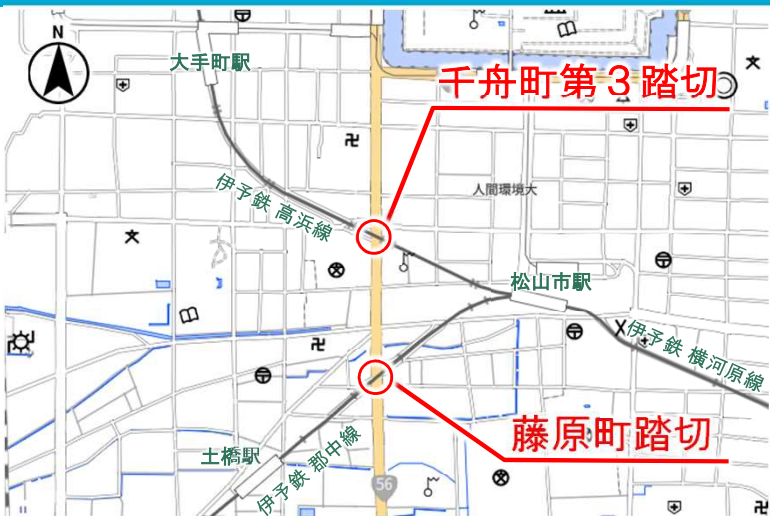 N
大手町駅
千舟町第3踏切
人間環境大
伊予鉄 高浜線
松山市駅
伊予鉄 横河原線
藤原町踏切
土橋駅
伊予鉄 郡中線
56